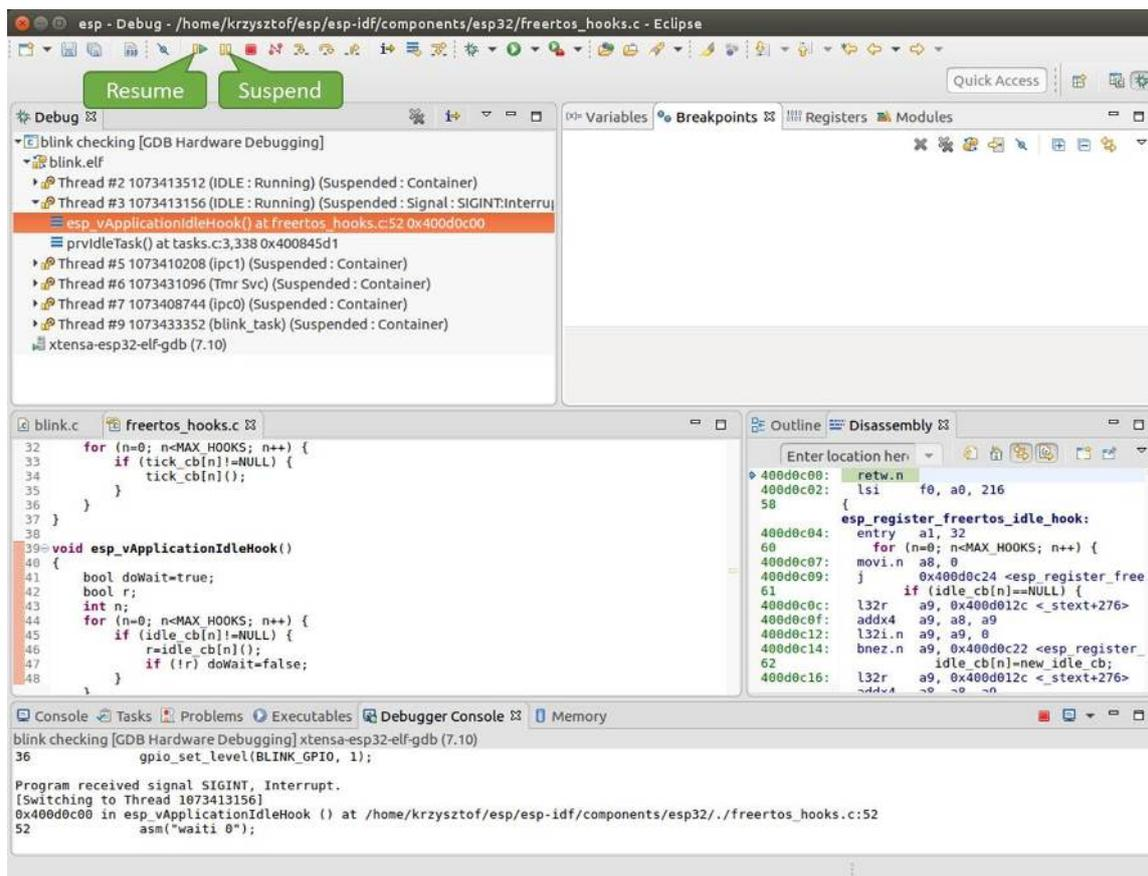 esp - Debug - /home/krzysztof/esp/esp-idf/components/esp32/freertos_hooks.c - Eclipse
Resume
Suspend
Quick Access
Debug
blink checking [GDB Hardware Debugging]
blink.elf
Thread #2 1073413512 (IDLE : Running) (Suspended : Container)
Thread #3 1073413156 (IDLE : Running) (Suspended : Signal : SIGINT:Interrup
esp_vApplicationIdleHook() at freertos_hooks.c:52 0x400d0c00
prvIdleTask() at tasks.c:3,338 0x400845d1
Thread #5 1073410208 (ipc1) (Suspended : Container)
Thread #6 1073431096 (Tmr Svc) (Suspended : Container)
Thread #7 1073408744 (ipc0) (Suspended : Container)
Thread #9 1073433352 (blink_task) (Suspended : Container)
xtensa-esp32-elf-gdb (7.10)
(x)= Variables Breakpoints Registers Modules
blink.c freertos_hooks.c
32 for (n=0; n<MAX_HOOKS; n++) {
33 if (tick_cb[n]!=NULL) {
34 tick_cb[n]();
35 }
36 }
37 }
38
39 void esp_vApplicationIdleHook()
40 {
41 bool doWait=true;
42 bool r;
43 int n;
44 for (n=0; n<MAX_HOOKS; n++) {
45 if (idle_cb[n]!=NULL) {
46 r=idle_cb[n]();
47 if (!r) doWait=false;
48 }
}
Outline Disassembly
Enter location her
400d0c00: retw.n
400d0c02: lsi f0, a0, 216
58 {
esp_register_freertos_idle_hook:
400d0c04: entry a1, 32
60 for (n=0; n<MAX_HOOKS; n++) {
400d0c07: movi.n a8, 0
400d0c09: j 0x400d0c24 <esp_register_free
61 if (idle_cb[n]==NULL) {
400d0c0c: l32r a9, 0x400d012c <_stext+276>
400d0c0f: addx4 a9, a8, a9
400d0c12: l32i.n a9, a9, 0
400d0c14: bnez.n a9, 0x400d0c22 <esp_register_
62 idle_cb[n]=new_idle_cb;
400d0c16: l32r a9, 0x400d012c <_stext+276>
addx4 a8, a8, a9
Console Tasks Problems Executables Debugger Console Memory
blink checking [GDB Hardware Debugging] xtensa-esp32-elf-gdb (7.10)
36 gpio_set_level(BLINK_GPIO, 1);
Program received signal SIGINT, Interrupt.
[Switching to Thread 1073413156]
0x400d0c00 in esp_vApplicationIdleHook () at /home/krzysztof/esp/esp-idf/components/esp32/./freertos_hooks.c:52
52 asm("waiti 0");